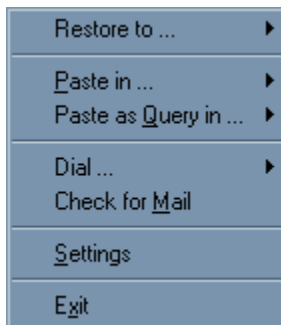 Restore to ...
Paste in ...
Paste as Query in ...
Dial ...
Check for Mail
Settings
Exit